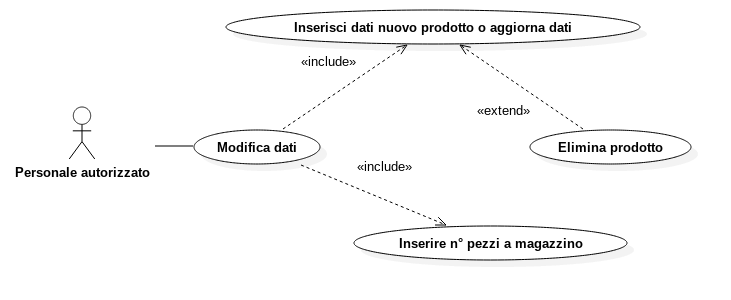 Inserisci dati nuovo prodotto o aggiorna dati
«include»
«extend»
Personale autorizzato
Modifica dati
Elimina prodotto
«include»
Inserire n° pezzi a magazzino